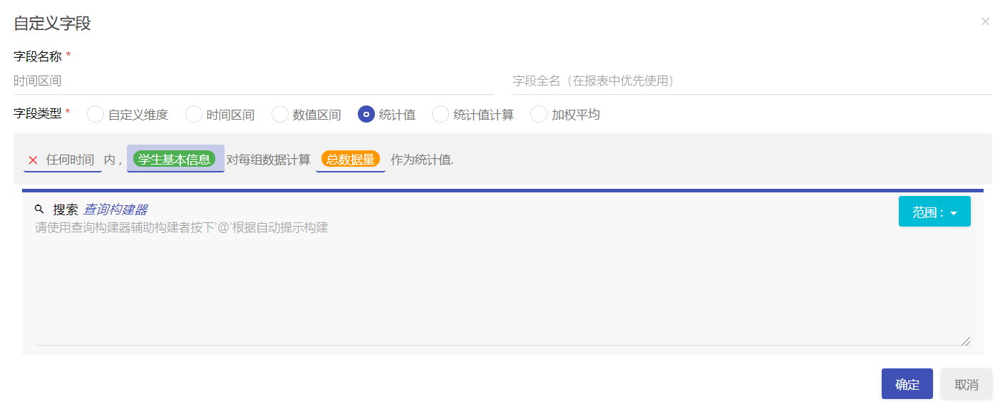 自定义字段
字段名称 *
时间区间 字段全名（在报表中优先使用）
字段类型 * 自定义维度 时间区间 数值区间 统计值 统计值计算 加权平均
任何时间 内 , 学生基本信息 对每组数据计算 总数据量 作为统计值.
搜索 查询构建器 范围 :
请使用查询构建器辅助构建者按下'@'根据自动提示构建
确定 取消